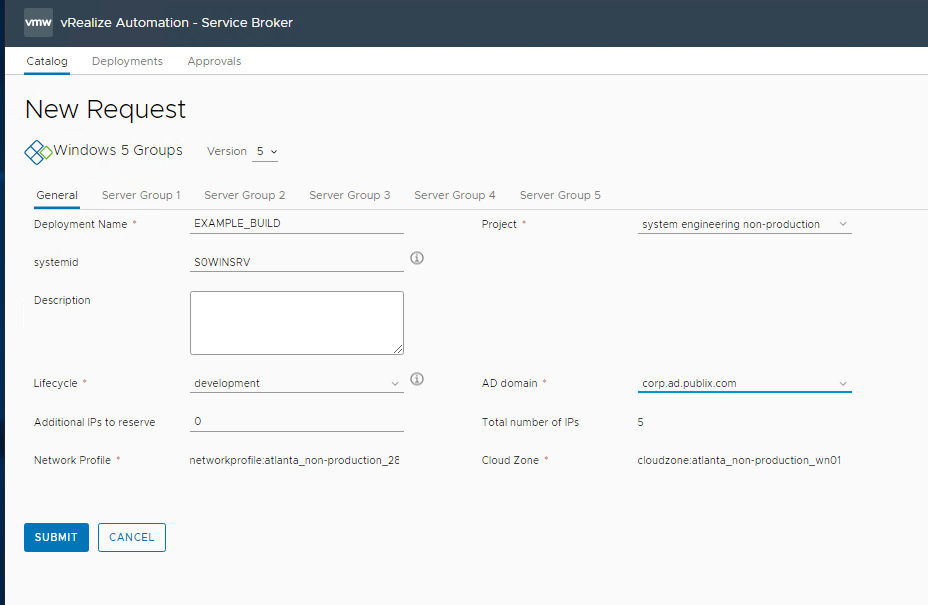 vmw vRealize Automation - Service Broker
Catalog Deployments Approvals
New Request
Windows 5 Groups Version 5
General Server Group 1 Server Group 2 Server Group 3 Server Group 4 Server Group 5
Deployment Name * EXAMPLE_BUILD Project * system engineering non-production
systemid S0WINSRV
Description
Lifecycle * development AD domain * corp.ad.publix.com
Additional IPs to reserve 0 Total number of IPs 5
Network Profile * networkprofile:atlanta_non-production_28 Cloud Zone * cloudzone:atlanta_non-production_wn01
SUBMIT CANCEL